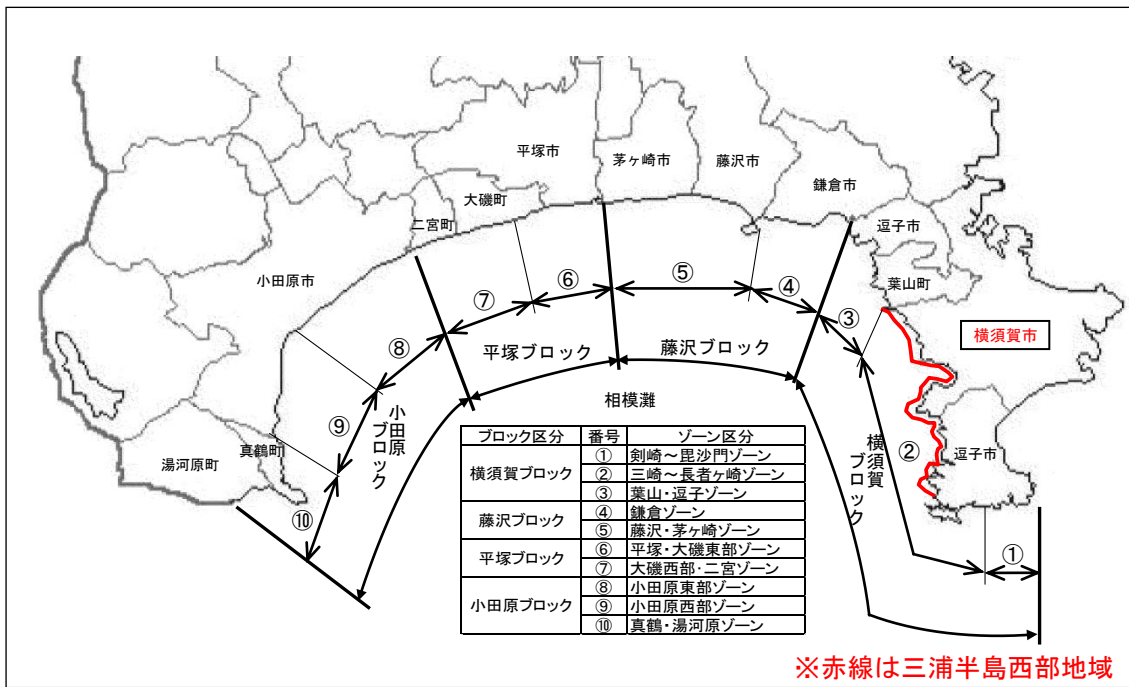 平塚市
茅ヶ崎市
藤沢市
鎌倉市
大磯町
二宮町
逗子市
葉山町
小田原市
横須賀市
⑥
⑤
④
⑦
③
⑧
平塚ブロック
藤沢ブロック
相模灘
小田原
ブロック
⑨
真鶴町
湯河原町
⑩
横須賀
ブロック
②
逗子市
①
ブロック区分 番号 ゾーン区分
横須賀ブロック ① 剣崎～毘沙門ゾーン
② 三崎～長者ヶ崎ゾーン
③ 葉山・逗子ゾーン
藤沢ブロック ④ 鎌倉ゾーン
⑤ 藤沢・茅ヶ崎ゾーン
平塚ブロック ⑥ 平塚・大磯東部ゾーン
⑦ 大磯西部・二宮ゾーン
小田原ブロック ⑧ 小田原東部ゾーン
⑨ 小田原西部ゾーン
⑩ 真鶴・湯河原ゾーン
※赤線は三浦半島西部地域